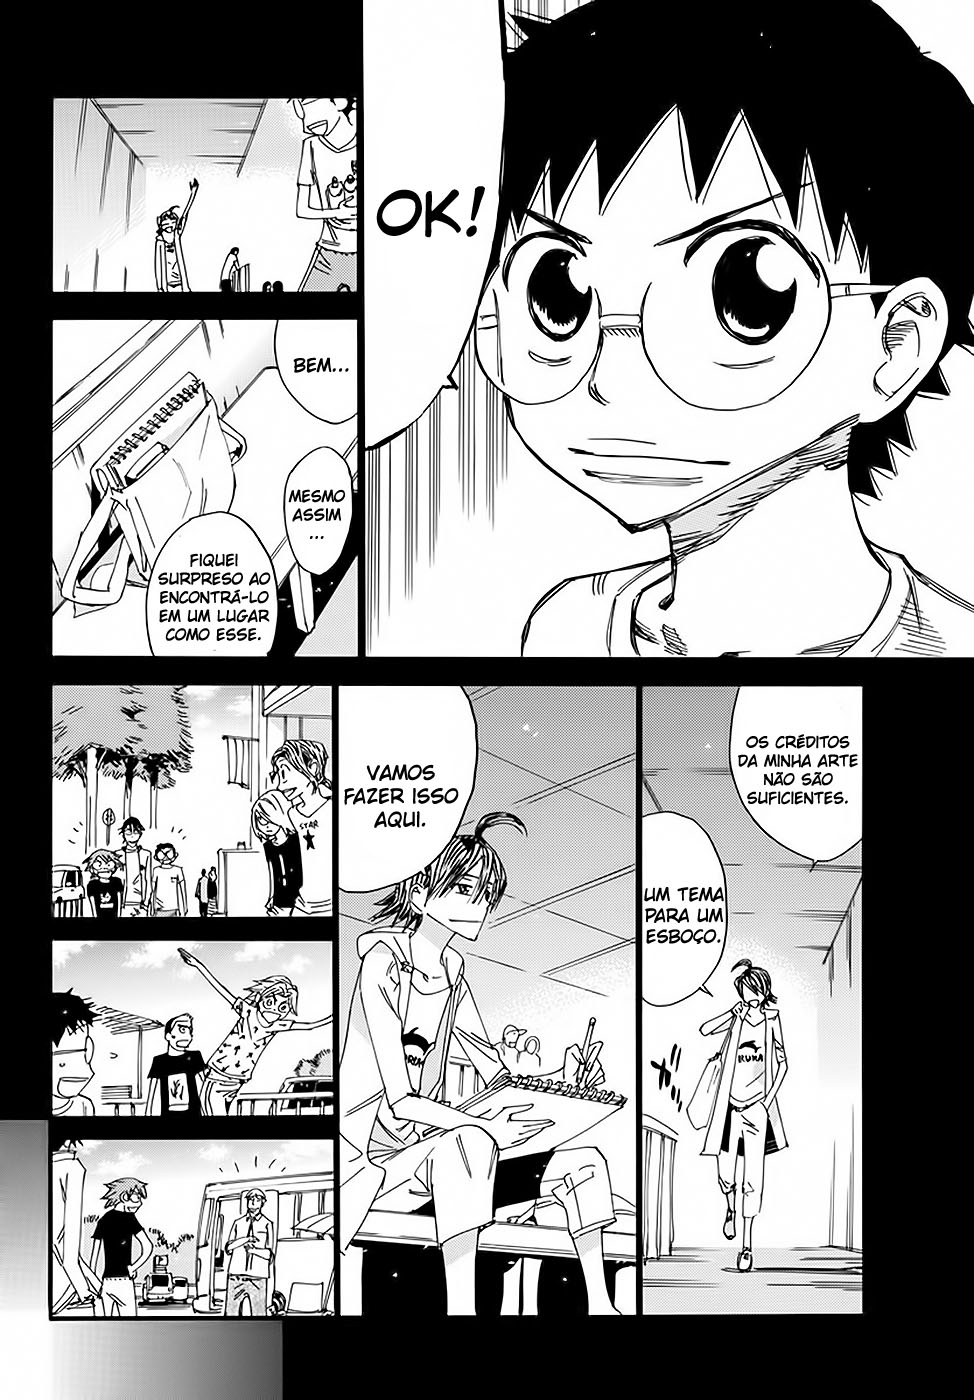 OK!
BEM...
MESMO
ASSIM
...
FIQUEI
SURPRESO AO
ENCONTRÁ-LO
EM UM LUGAR
COMO ESSE.
OS CRÉDITOS
DA MINHA ARTE
NÃO SÃO
SUFICIENTES.
UM TEMA
PARA UM
ESBOÇO.
VAMOS
FAZER ISSO
AQUI.
STAR